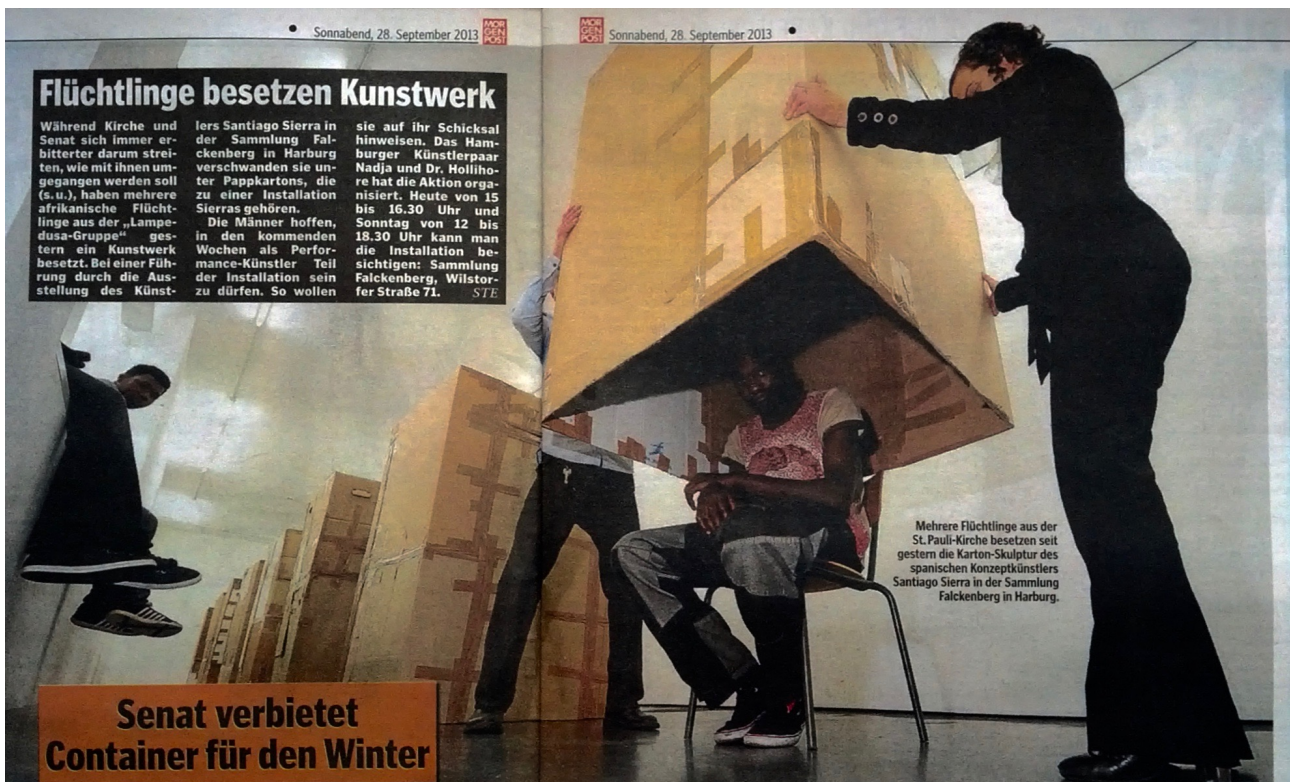 Sonnabend, 28. September 2013
MOR
GEN
POST
MOR
GEN
POST
Sonnabend, 28. September 2013
Flüchtlinge besetzen Kunstwerk
Während Kirche und
Senat sich immer er-
bitterter darum strei-
ten, wie mit ihnen um-
gegangen werden soll
(s.u.), haben mehrere
afrikanische Flücht-
linge aus der „Lampe-
dusa-Gruppe“ ges-
tern ein Kunstwerk
besetzt. Bei einer Füh-
rung durch die Aus-
stellung des Künst-
lers Santiago Sierra in
der Sammlung Fal-
ckenberg in Harburg
verschwanden sie un-
ter Pappkartons, die
zu einer Installation
Sierras gehören.
Die Männer hoffen,
in den kommenden
Wochen als Perfor-
mance-Künstler Teil
der Installation sein
zu dürfen. So wollen
sie auf ihr Schicksal
hinweisen. Das Ham-
burger Künstlerpaar
Nadja und Dr. Holliho-
re hat die Aktion orga-
nisiert. Heute von 15
bis 16.30 Uhr und
Sonntag von 12 bis
18.30 Uhr kann man
die Installation be-
sichtigen: Sammlung
Falckenberg, Wilstor-
fer Straße 71. STE
Mehrere Flüchtlinge aus der
St. Pauli-Kirche besetzen seit
gestern die Karton-Skulptur des
spanischen Konzeptkünstlers
Santiago Sierra in der Sammlung
Falckenberg in Harburg.
Senat verbietet
Container für den Winter